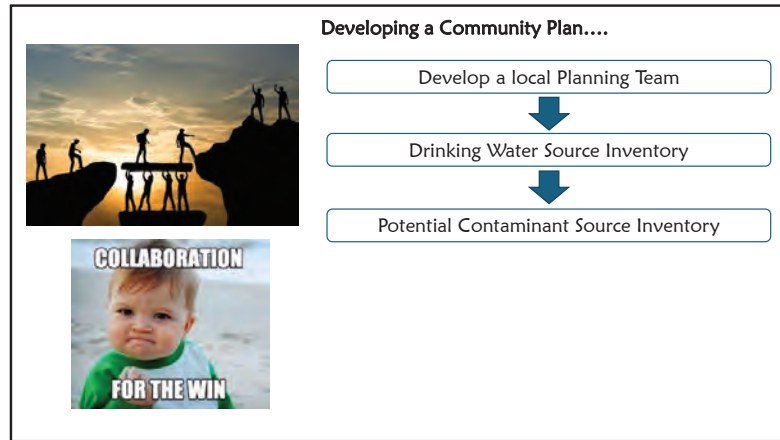 Developing a Community Plan....
Develop a local Planning Team
Drinking Water Source Inventory
Potential Contaminant Source Inventory
COLLABORATION
FOR THE WIN